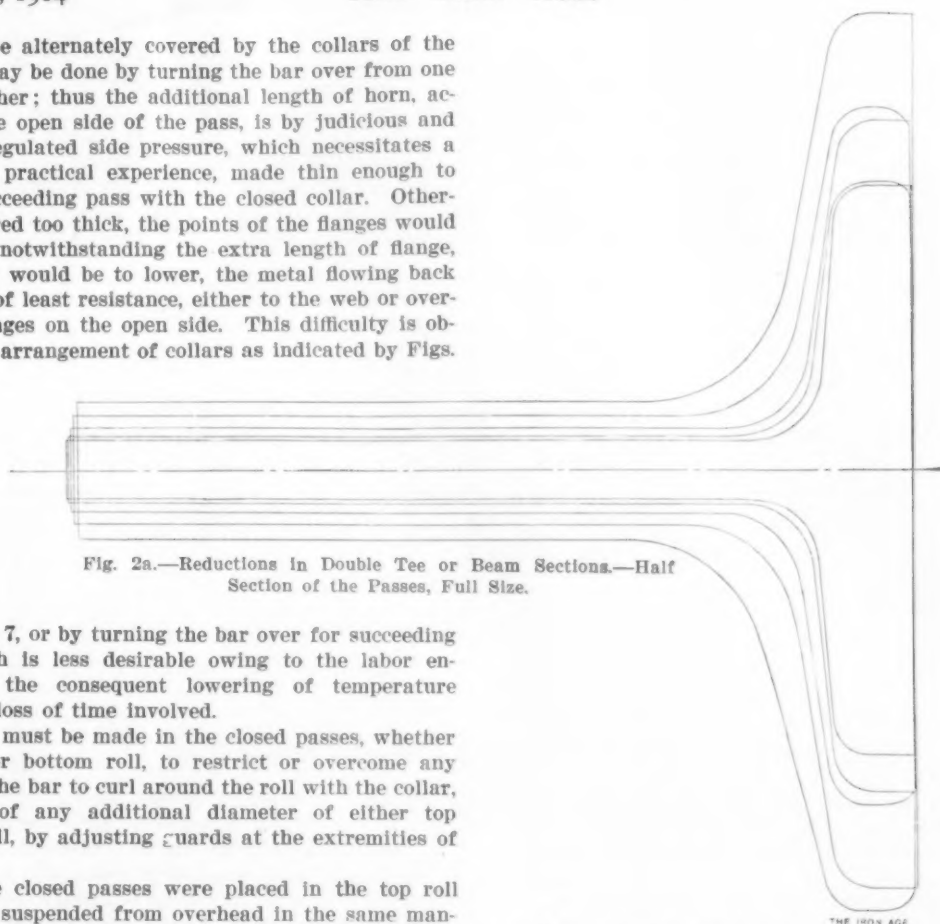 e alternately covered by the collars of the
ay be done by turning the bar over from one
her; thus the additional length of horn, ac-
e open side of the pass, is by judicious and
egulated side pressure, which necessitates a
practical experience, made thin enough to
cceeding pass with the closed collar. Other-
ed too thick, the points of the flanges would
notwithstanding the extra length of flange,
would be to lower, the metal flowing back
of least resistance, either to the web or over-
nges on the open side. This difficulty is ob-
arrangement of collars as indicated by Figs.
Fig. 2a.—Reductions in Double Tee or Beam Sections.—Half
Section of the Passes, Full Size.
7, or by turning the bar over for succeeding
h is less desirable owing to the labor en-
the consequent lowering of temperature
loss of time involved.
must be made in the closed passes, whether
r bottom roll, to restrict or overcome any
he bar to curl around the roll with the collar,
of any additional diameter of either top
ll, by adjusting guards at the extremities of
e closed passes were placed in the top roll
suspended from overhead in the same man-
THE IRON AGE